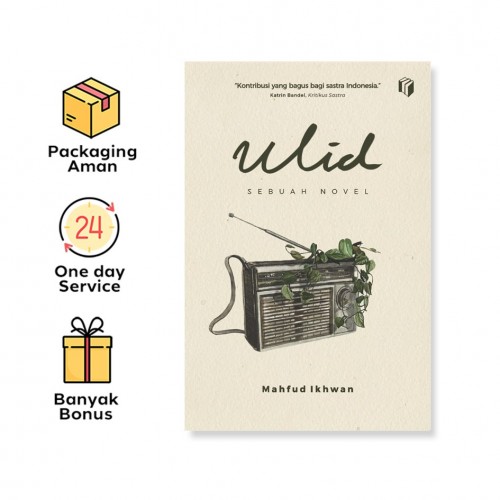 Packaging
Aman
24
One day
Service
Banyak
Bonus
"Kontribusi yang bagus bagi sastra Indonesia."
Katrin Bandel, Kritikus Sastra
Ulid
SEBUAH NOVEL
Mahfud Ikhwan